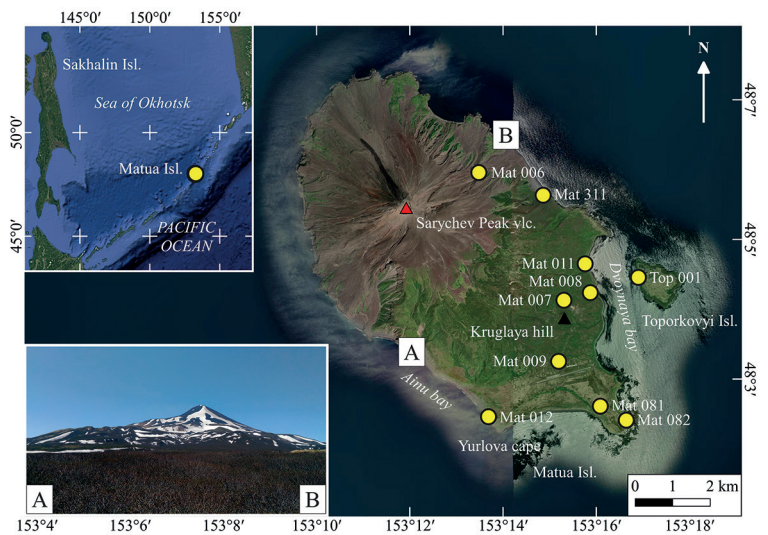 145°0′ 150°0′ 155°0′
Sakhalin Isl.
Sea of Okhotsk
50°0′
Matua Isl.
PACIFIC
OCEAN
45°0′
N
48°7′
B
Mat 006
Mat 311
Sarychev Peak vlc.
48°5′
Mat 011
Mat 008
Top 001
Mat 007
Dvoynaya bay
Toporkovyi Isl.
Kruglaya hill
A
Mat 009
48°3′
Ainu bay
Mat 081
Mat 012
Mat 082
Yurlova cape
Matua Isl.
0 1 2 km
A B
153°4′ 153°6′ 153°8′ 153°10′ 153°12′ 153°14′ 153°16′ 153°18′